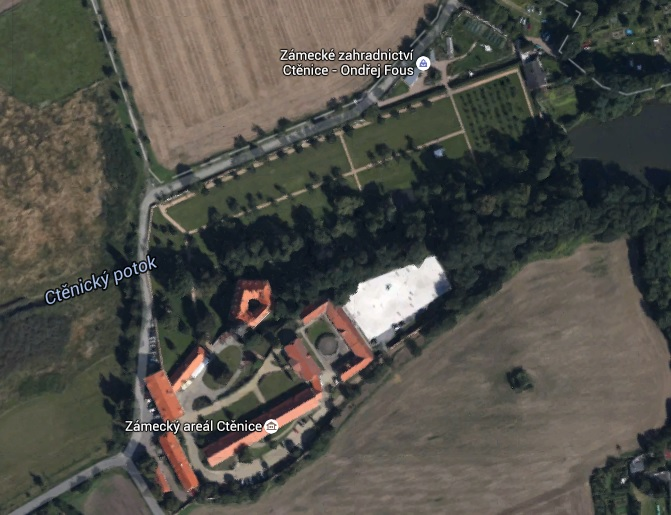 Zámecké zahradnictví
Ctěnice - Ondřej Fous
Ctěnický potok
Zámecký areál Ctěnice